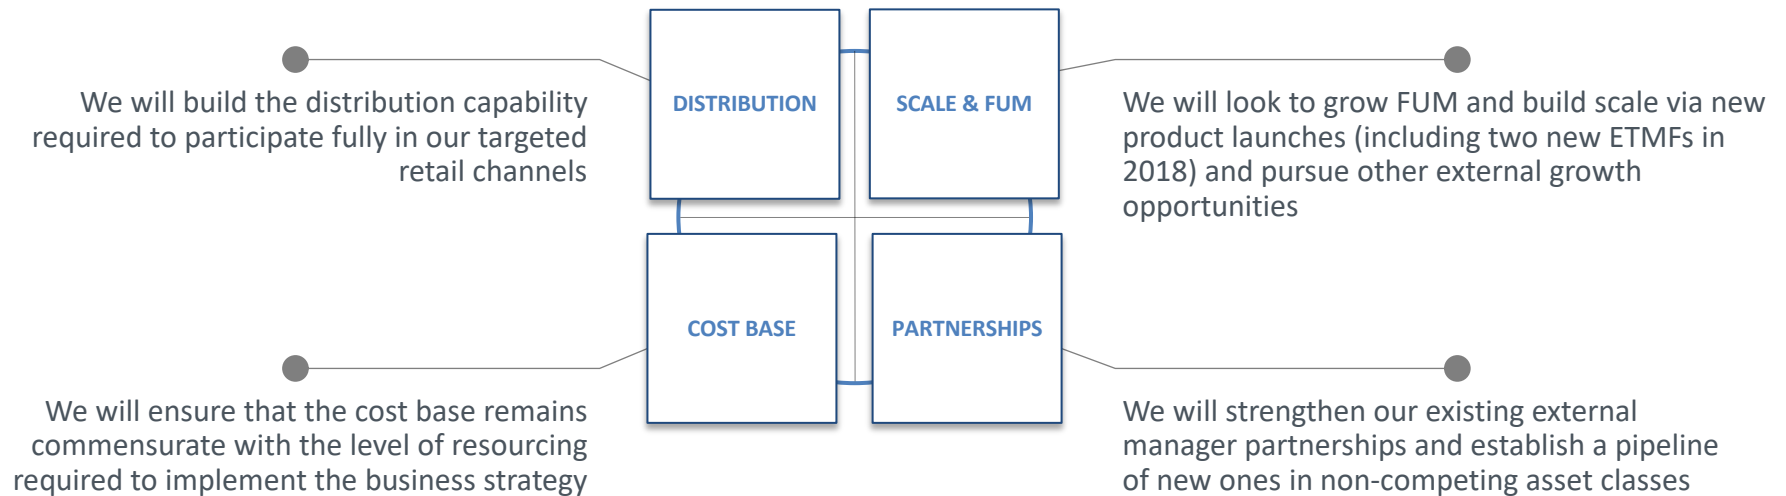 DISTRIBUTION
We will build the distribution capability
required to participate fully in our targeted
retail channels
SCALE & FUM
We will look to grow FUM and build scale via new
product launches (including two new ETMFs in
2018) and pursue other external growth
opportunities
COST BASE
We will ensure that the cost base remains
commensurate with the level of resourcing
required to implement the business strategy
PARTNERSHIPS
We will strengthen our existing external
manager partnerships and establish a pipeline
of new ones in non-competing asset classes